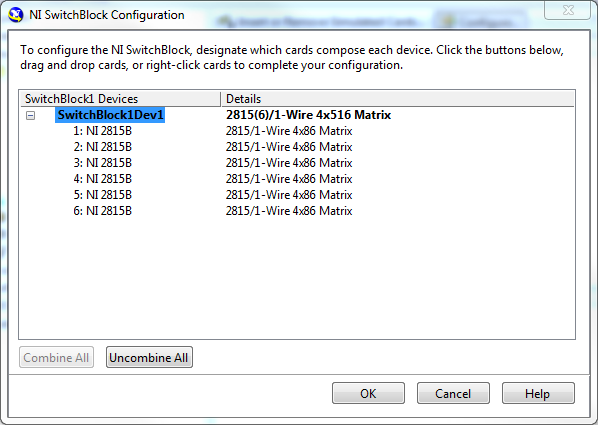 NI SwitchBlock Configuration
To configure the NI SwitchBlock, designate which cards compose each device. Click the buttons below,
drag and drop cards, or right-click cards to complete your configuration.
SwitchBlock1 Devices Details
SwitchBlock1Dev1 2815(6)/1-Wire 4x516 Matrix
1: NI 2815B 2815/1-Wire 4x86 Matrix
2: NI 2815B 2815/1-Wire 4x86 Matrix
3: NI 2815B 2815/1-Wire 4x86 Matrix
4: NI 2815B 2815/1-Wire 4x86 Matrix
5: NI 2815B 2815/1-Wire 4x86 Matrix
6: NI 2815B 2815/1-Wire 4x86 Matrix
Combine All Uncombine All
OK Cancel Help